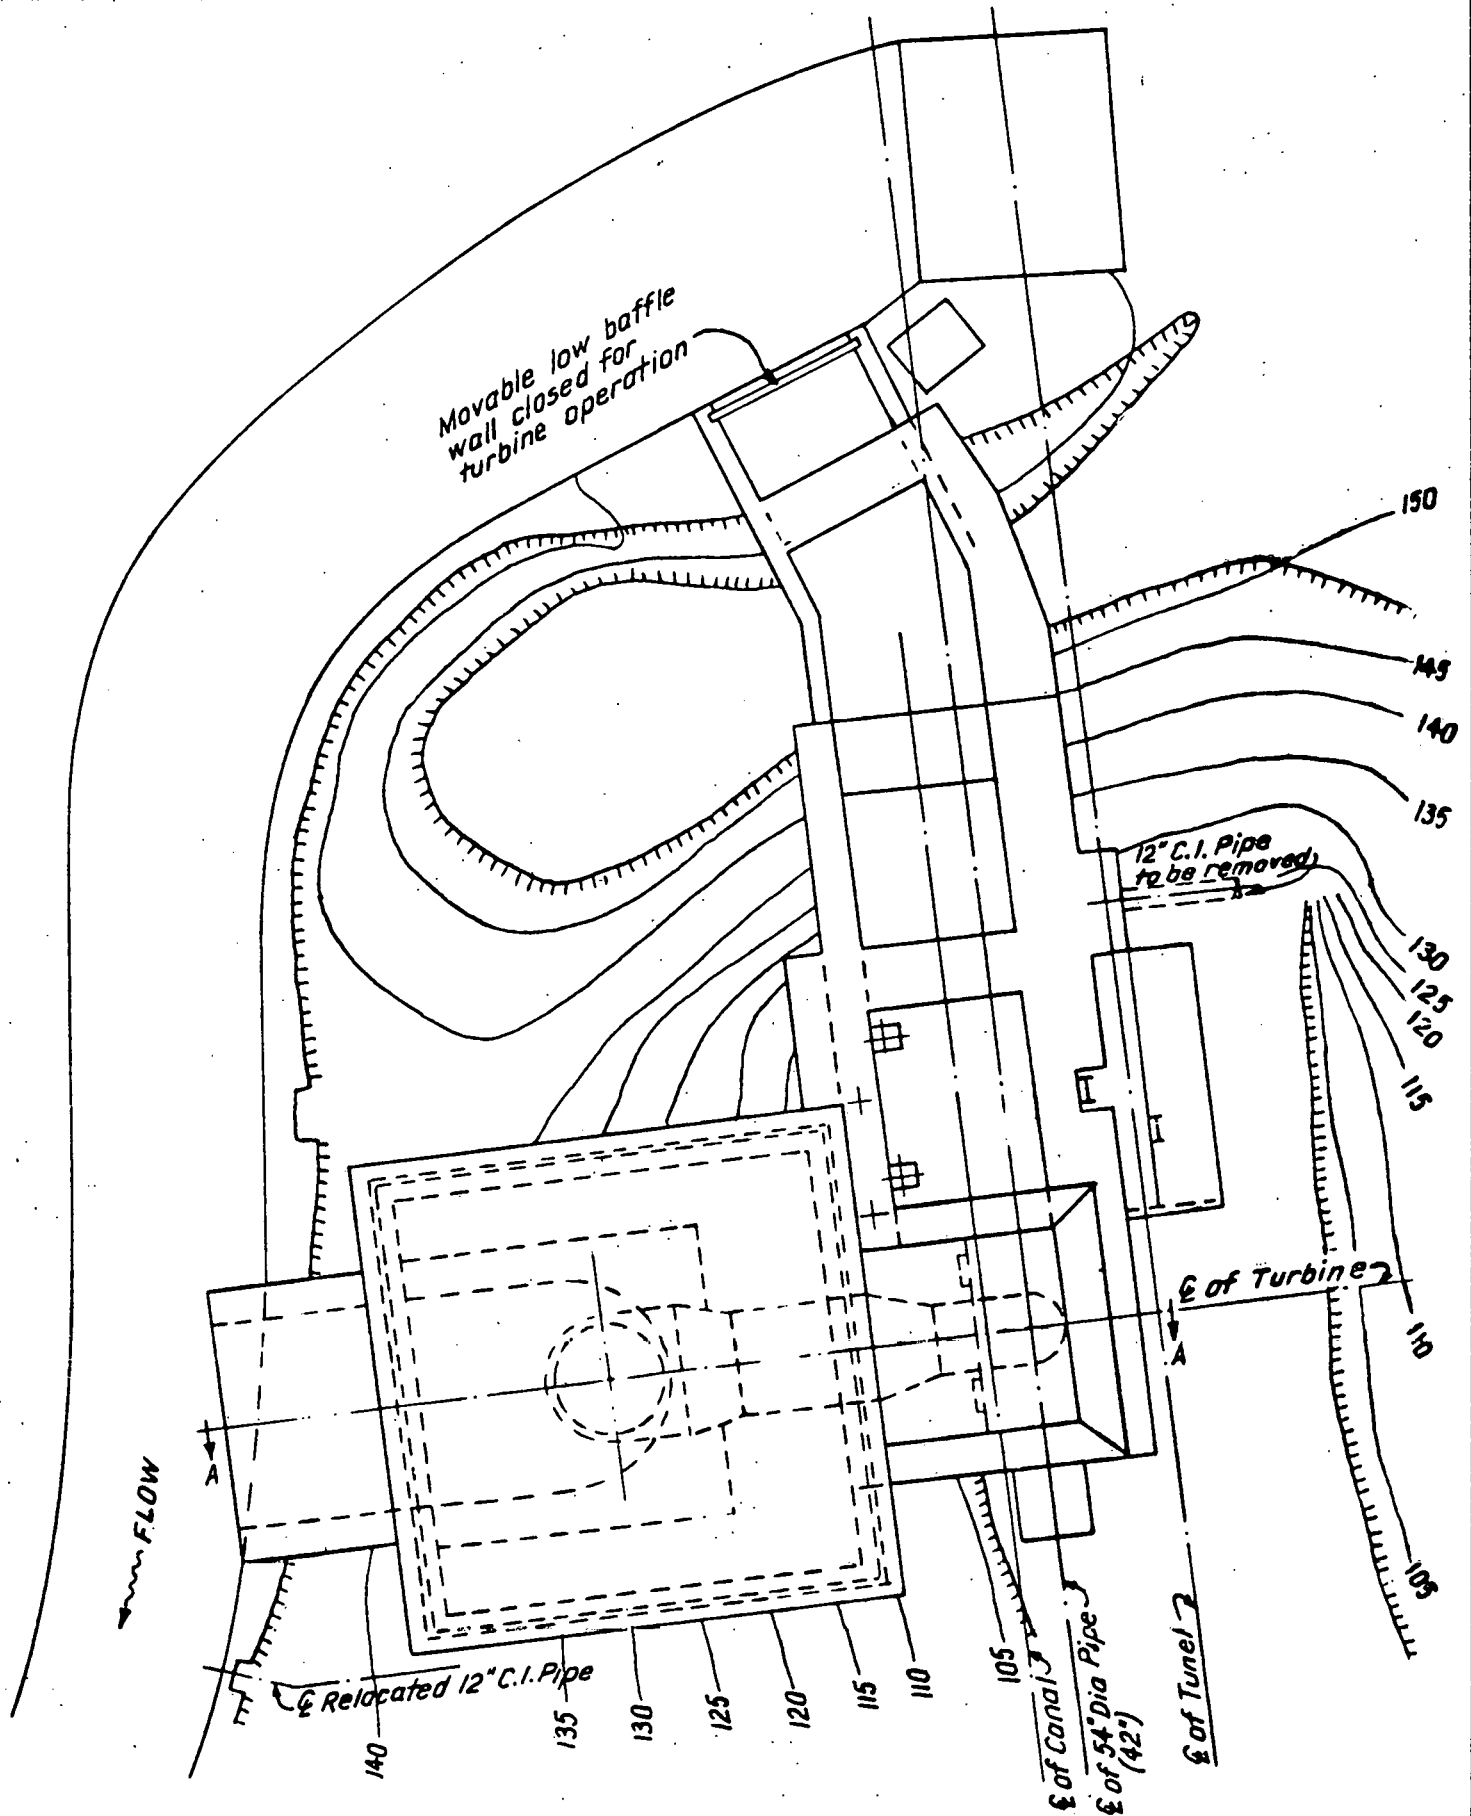 Movable low baffle
wall closed for
turbine operation
150
145
140
135
12" C.I. Pipe
to be removed
130
125
120
115
℄ of Turbine
110
A
A
FLOW
105
℄ Relocated 12" C.I. Pipe
140
135
130
125
120
115
110
105
℄ of Canal
℄ of 54" Dia Pipe
(42")
℄ of Tunel